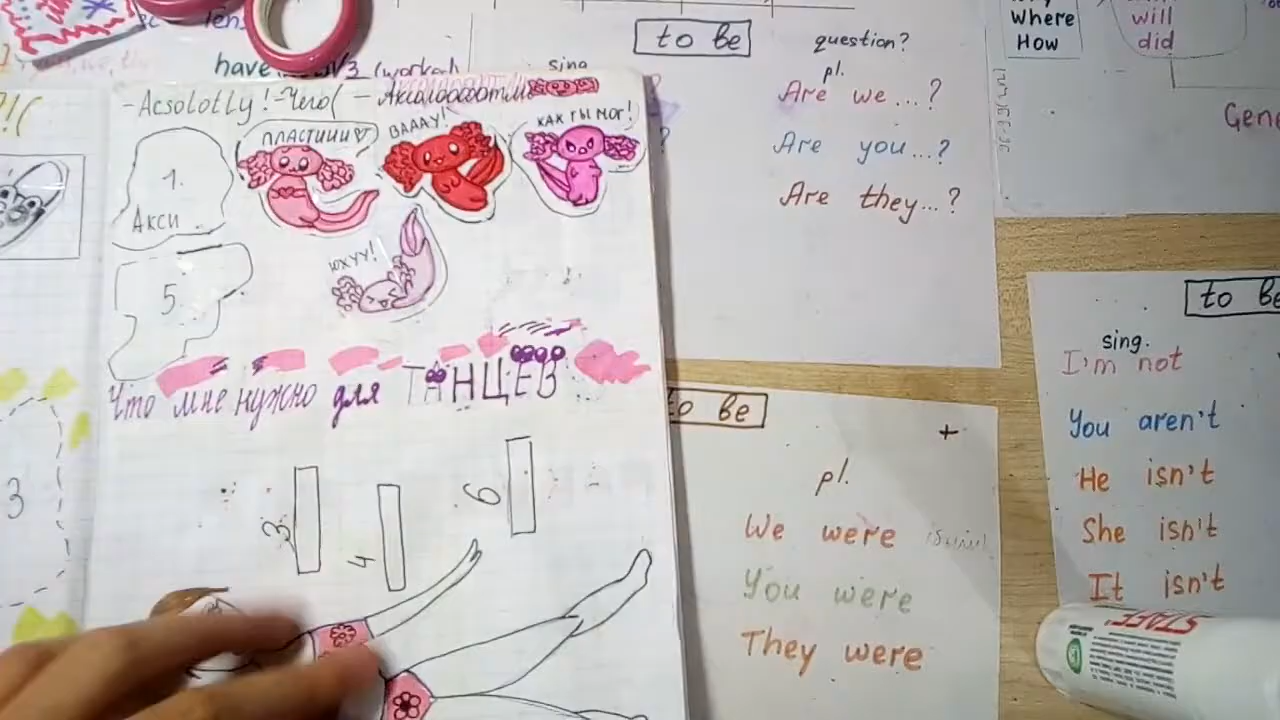 to be
question?
pl.
Are we...?
Are you...?
Are they...?
where
How
will
did
have
sing
-Acsolotly!-Чего(-
ПЛАСТИИИ
ВАААУ!
КАК ТЫ МОГ!
1.
Акси
ЮХУУ!
5
Что мне нужно для ТАНЦЕВ
3
3
4
6
to be
+
pl.
We were
You were
They were
to be
sing.
I'm not
You aren't
He isn't
She isn't
It isn't
STAFF